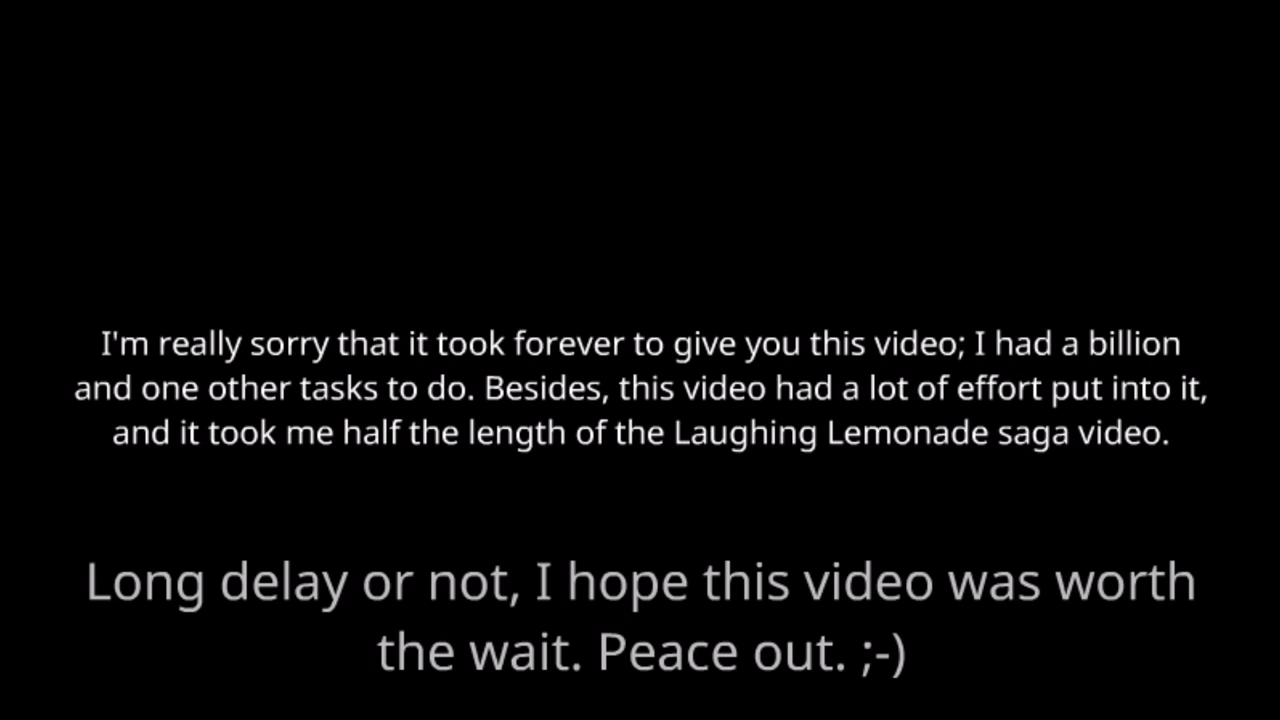 I'm really sorry that it took forever to give you this video; I had a billion
and one other tasks to do. Besides, this video had a lot of effort put into it,
and it took me half the length of the Laughing Lemonade saga video.
Long delay or not, I hope this video was worth
the wait. Peace out. ;-)